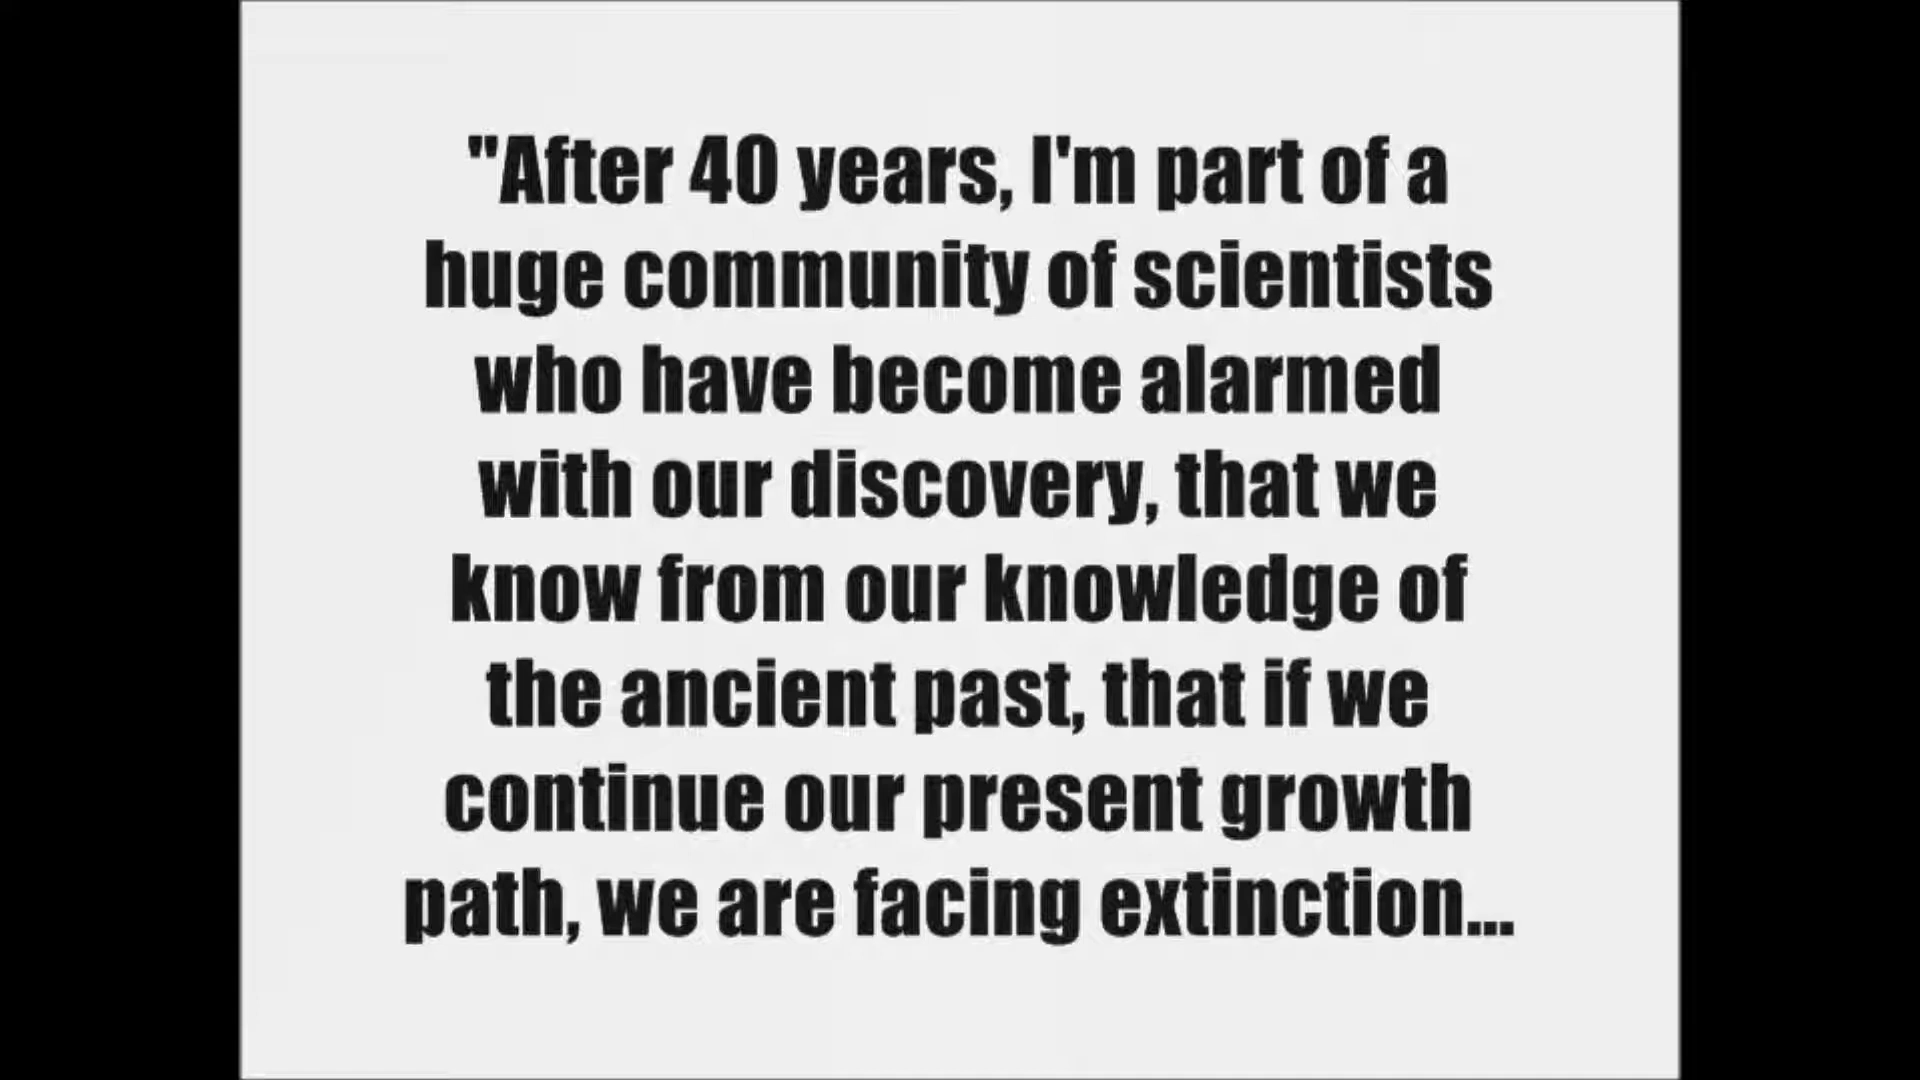 "After 40 years, I'm part of a
huge community of scientists
who have become alarmed
with our discovery, that we
know from our knowledge of
the ancient past, that if we
continue our present growth
path, we are facing extinction...